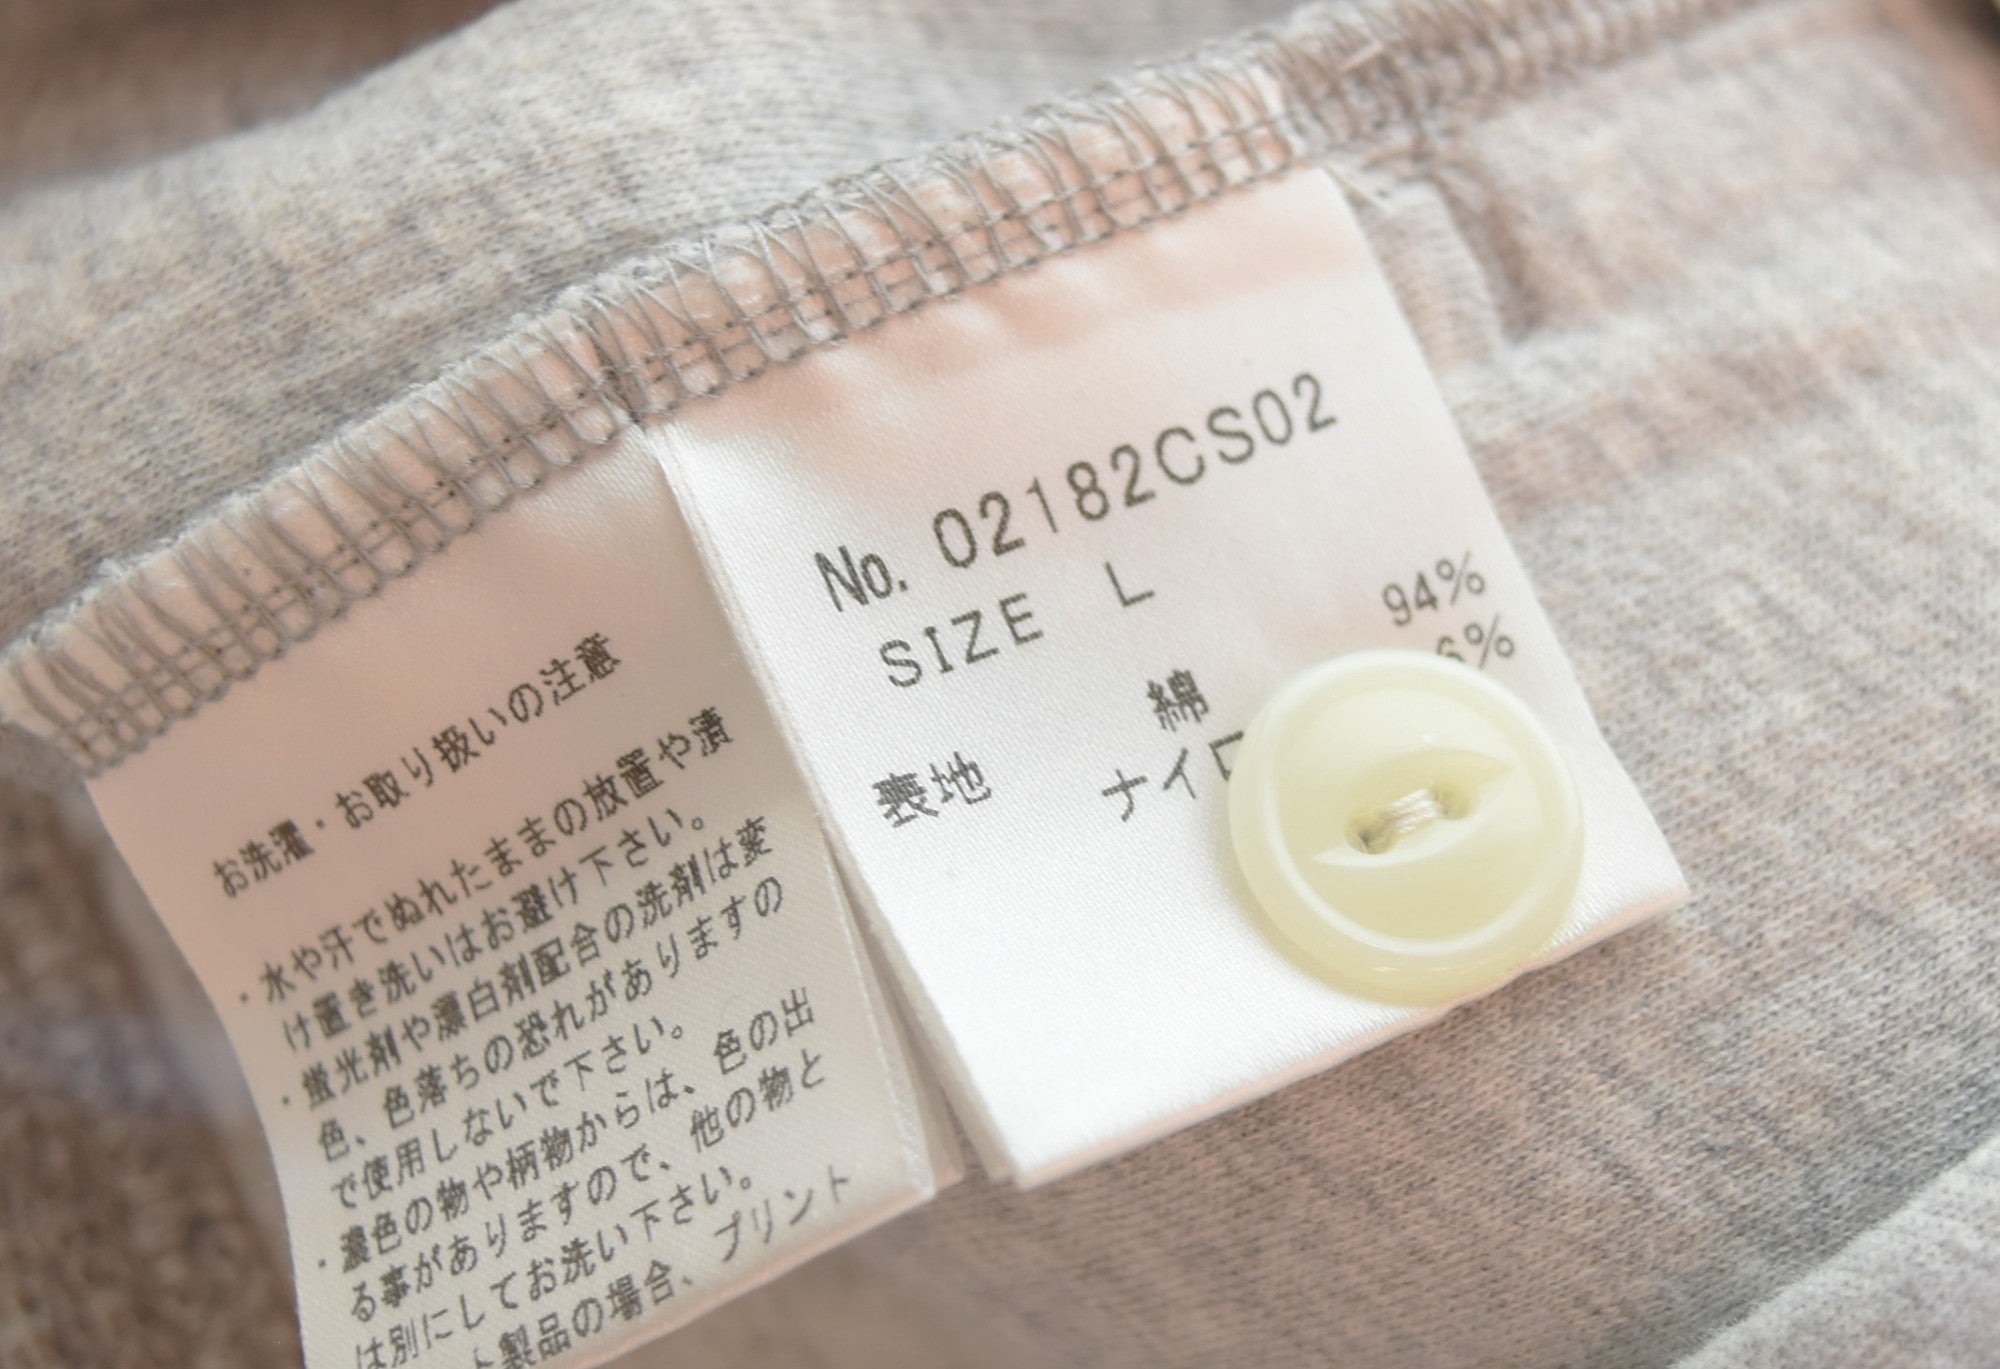 お洗濯・お取り扱いの注意
・水や汗でぬれたままの放置や漬
け置き洗いはお避け下さい。
・蛍光剤や漂白剤配合の洗剤は変
色、色落ちの恐れがありますの
で使用しないで下さい。
・濃色の物や柄物からは、色の出
る事がありますので、他の物と
は別にしてお洗い下さい。
ト製品の場合、プリント
No. 02182CS02
SIZE L
表地 綿 94%
ナイロ 6%